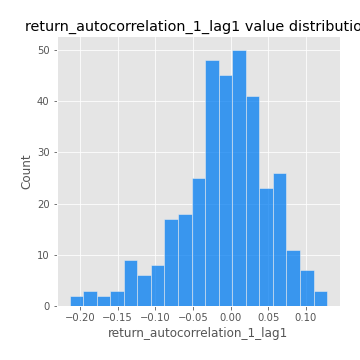 return_autocorrelation_1_lag1 value distributio
50
40
30
20
10
0
Count
−0.20 −0.15 −0.10 −0.05 0.00 0.05 0.10
return_autocorrelation_1_lag1